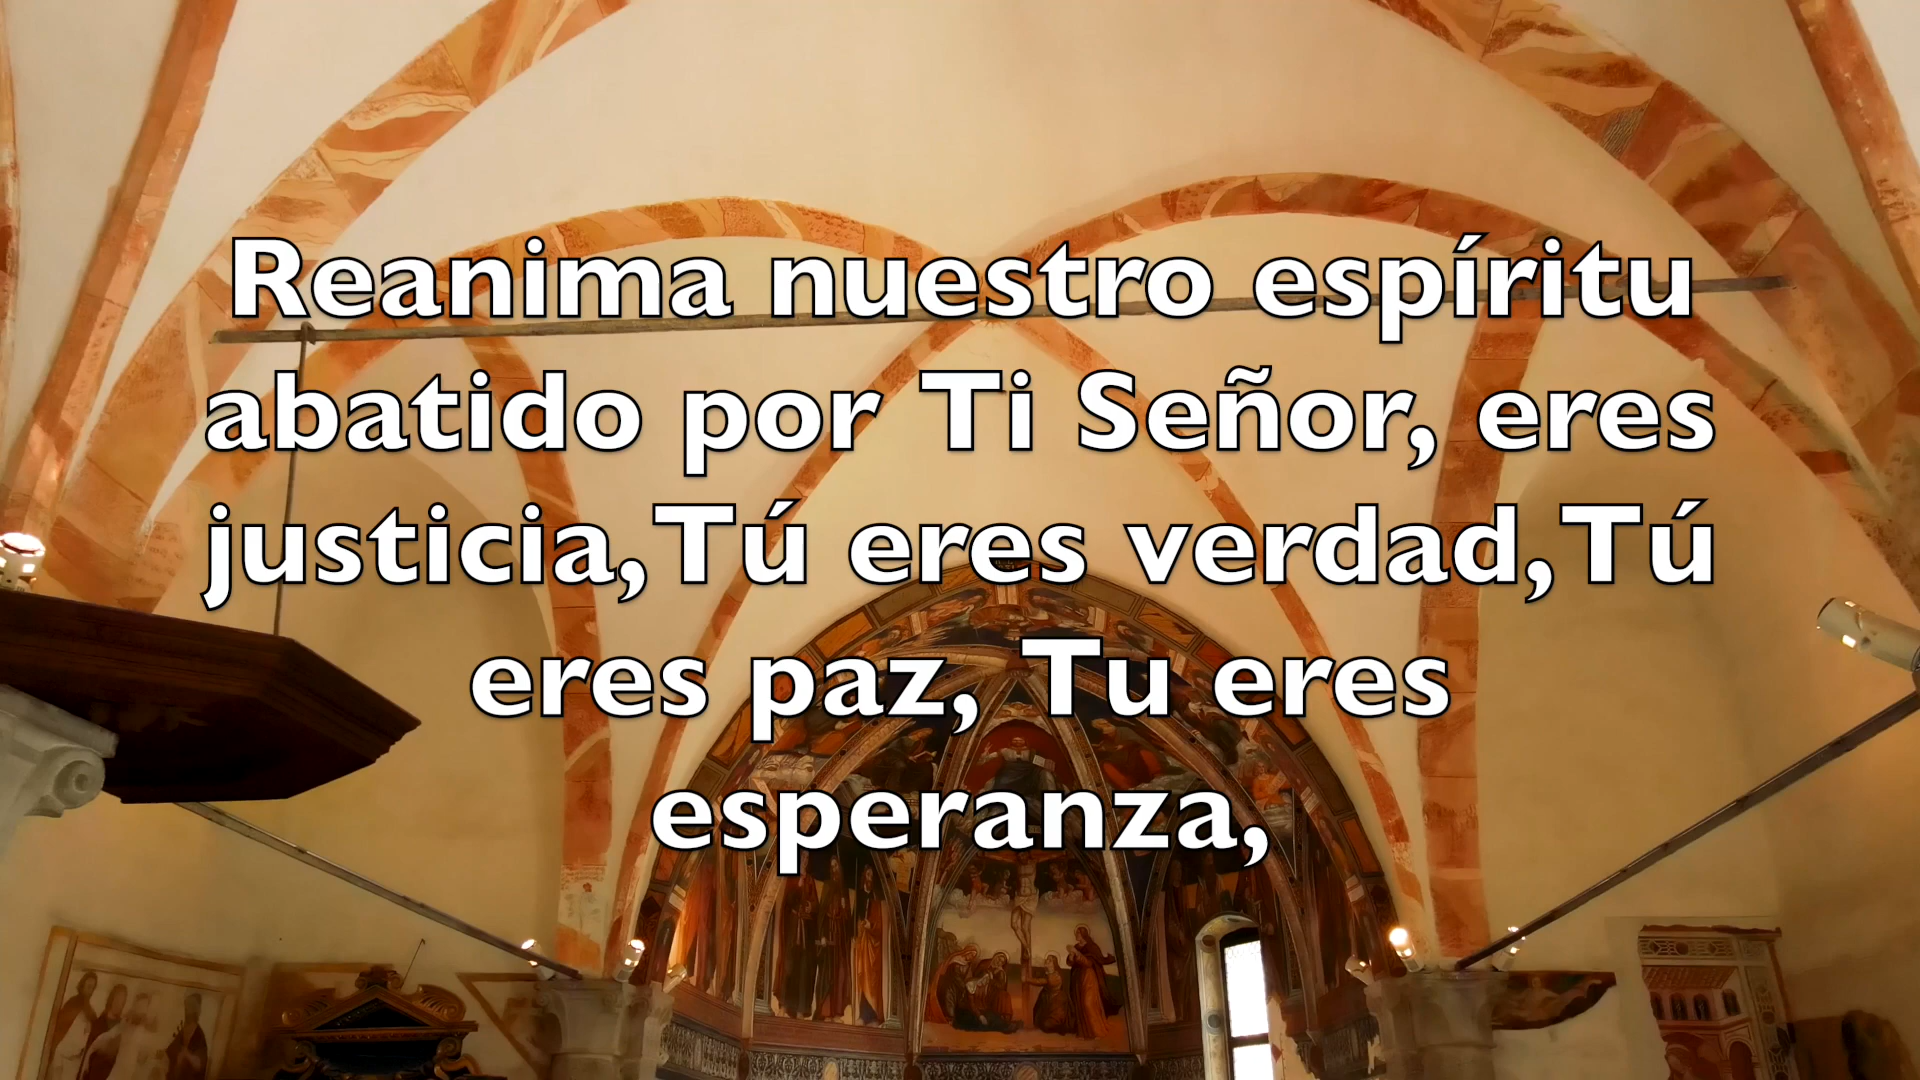 Reanima nuestro espíritu
abatido por Ti Señor, eres
justicia, Tú eres verdad, Tú
eres paz, Tu eres
esperanza,